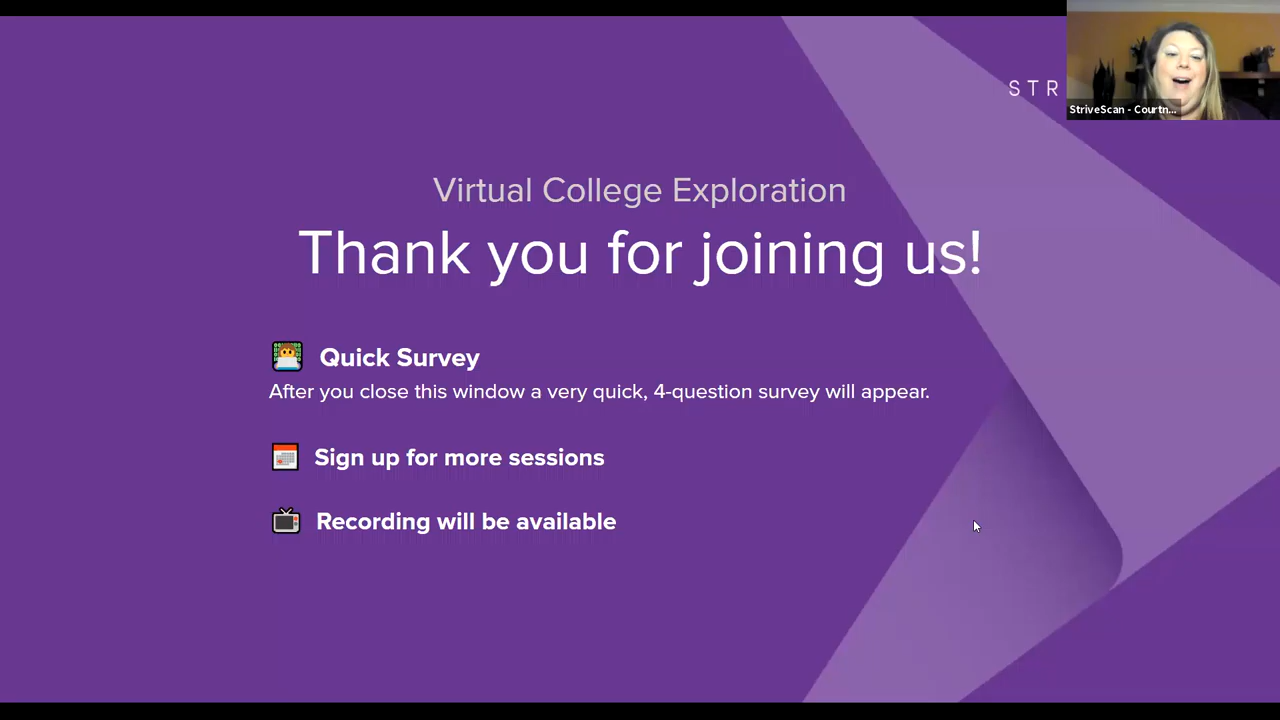 STR
StriveScan - Courtn...
Virtual College Exploration
Thank you for joining us!
Quick Survey
After you close this window a very quick, 4-question survey will appear.
Sign up for more sessions
Recording will be available